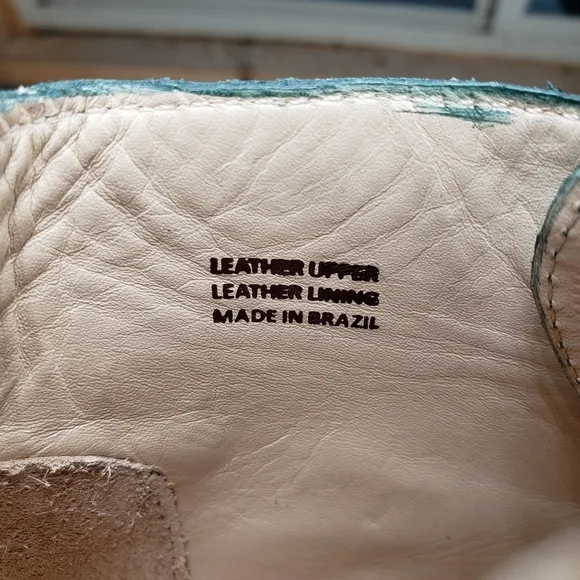 LEATHER UPPER
LEATHER LINING
MADE IN BRAZIL